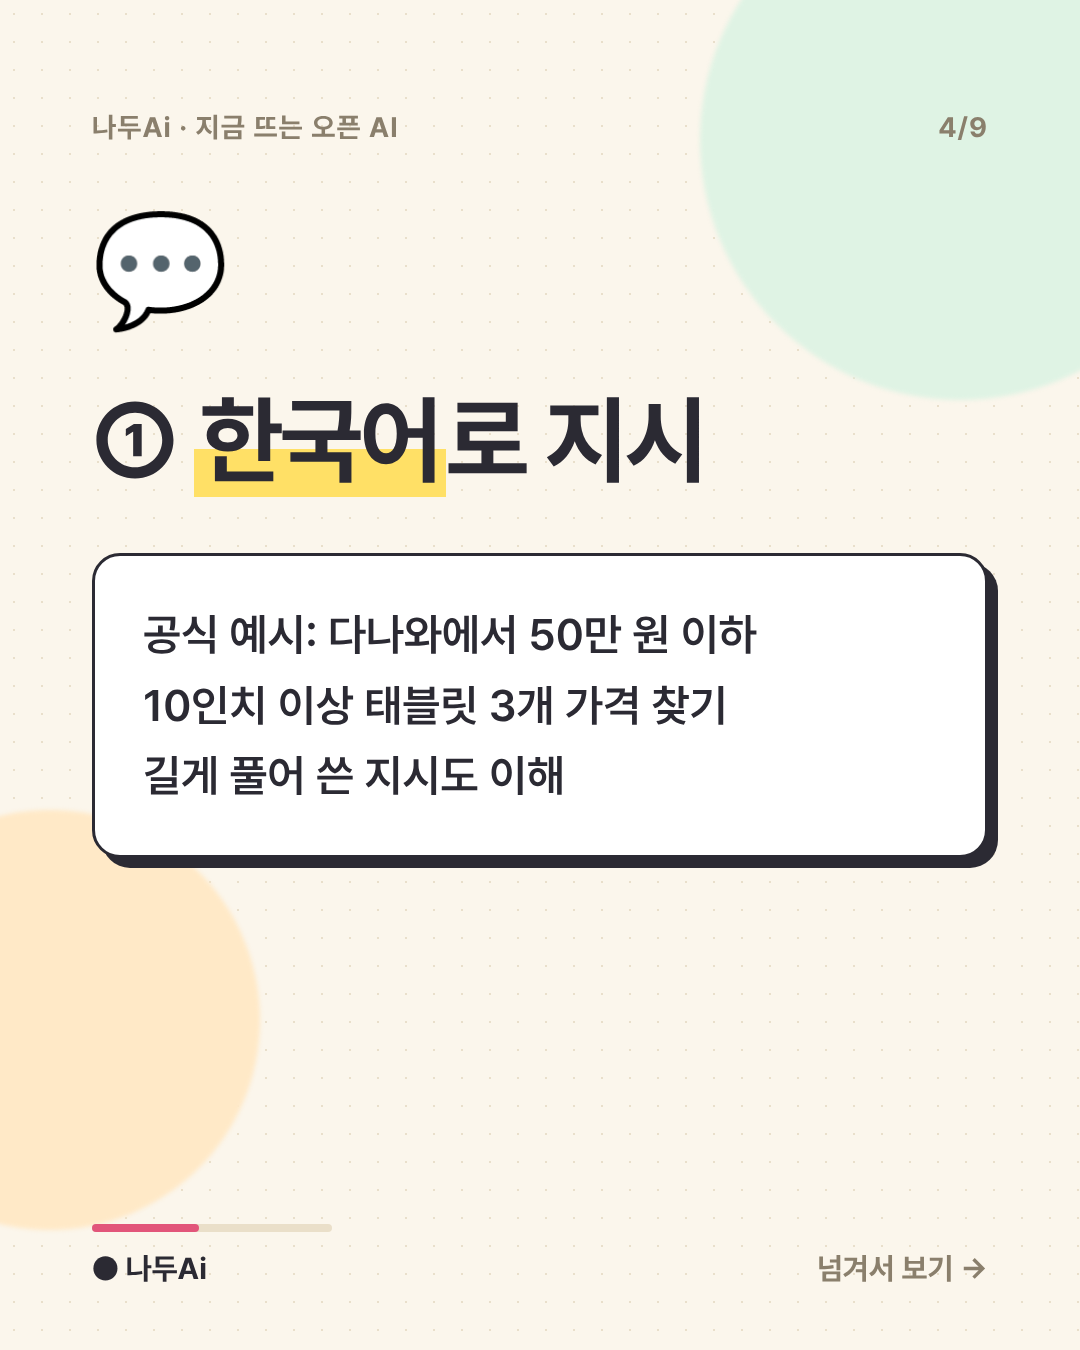 나두Ai · 지금 뜨는 오픈 AI
4/9
① 한국어로 지시
공식 예시: 다나와에서 50만 원 이하
10인치 이상 태블릿 3개 가격 찾기
길게 풀어 쓴 지시도 이해
나두Ai
넘겨서 보기 →